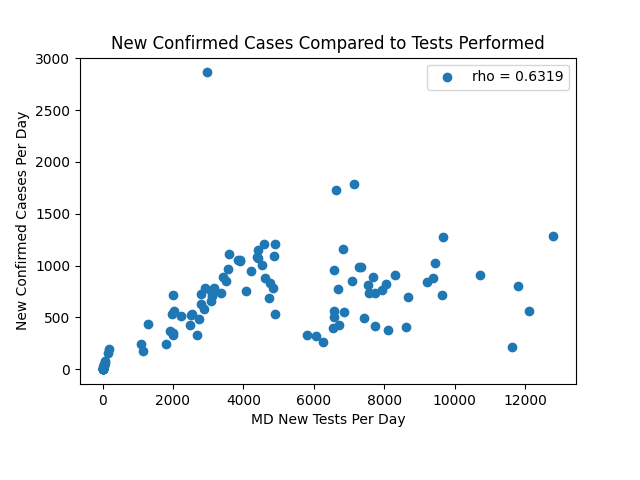 New Confirmed Cases Compared to Tests Performed
3000
rho = 0.6319
2500
2000
1500
1000
500
0
New Confirmed Caeses Per Day
0 2000 4000 6000 8000 10000 12000
MD New Tests Per Day